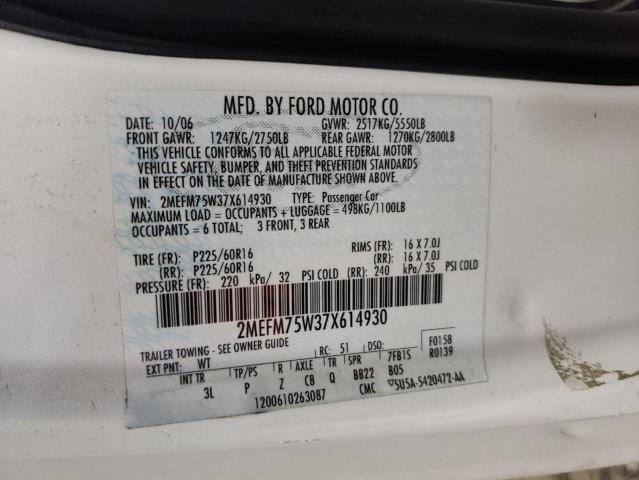 MFD. BY FORD MOTOR CO.
DATE: 10/06 GVWR: 2517KG/5550LB
FRONT GAWR: 1247KG/2750LB REAR GAWR: 1270KG/2800LB
THIS VEHICLE CONFORMS TO ALL APPLICABLE FEDERAL MOTOR
VEHICLE SAFETY, BUMPER, AND THEFT PREVENTION STANDARDS
IN EFFECT ON THE DATE OF MANUFACTURE SHOWN ABOVE.
VIN: 2MEFM75W37X614930 TYPE: Passenger Car
MAXIMUM LOAD = OCCUPANTS + LUGGAGE = 498KG/1100LB
OCCUPANTS = 6 TOTAL; 3 FRONT, 3 REAR
TIRE (FR): P225/60R16 RIMS (FR): 16 X 7.0J
(RR): P225/60R16 (RR): 16 X 7.0J
PRESSURE (FR): 220 kPa/ 32 PSI COLD (RR): 240 kPa/ 35 PSI COLD
2MEFM75W37X614930
TRAILER TOWING - SEE OWNER GUIDE
EXT PNT: WT RC: 51 DSO: F0158
R0139
INT TR TP/PS R AXLE TR SPR 7FB1S
3L P Z C8 Q BB22 B05
1200610263087 CMC 5U5A-5420472-AA